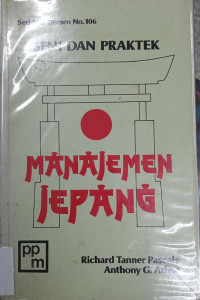 Seri Manajemen No. 106
SENI DAN PRAKTEK
MANAJEMEN
JEPANG
ppm
Richard Tanner Pascale
Anthony G. Athos